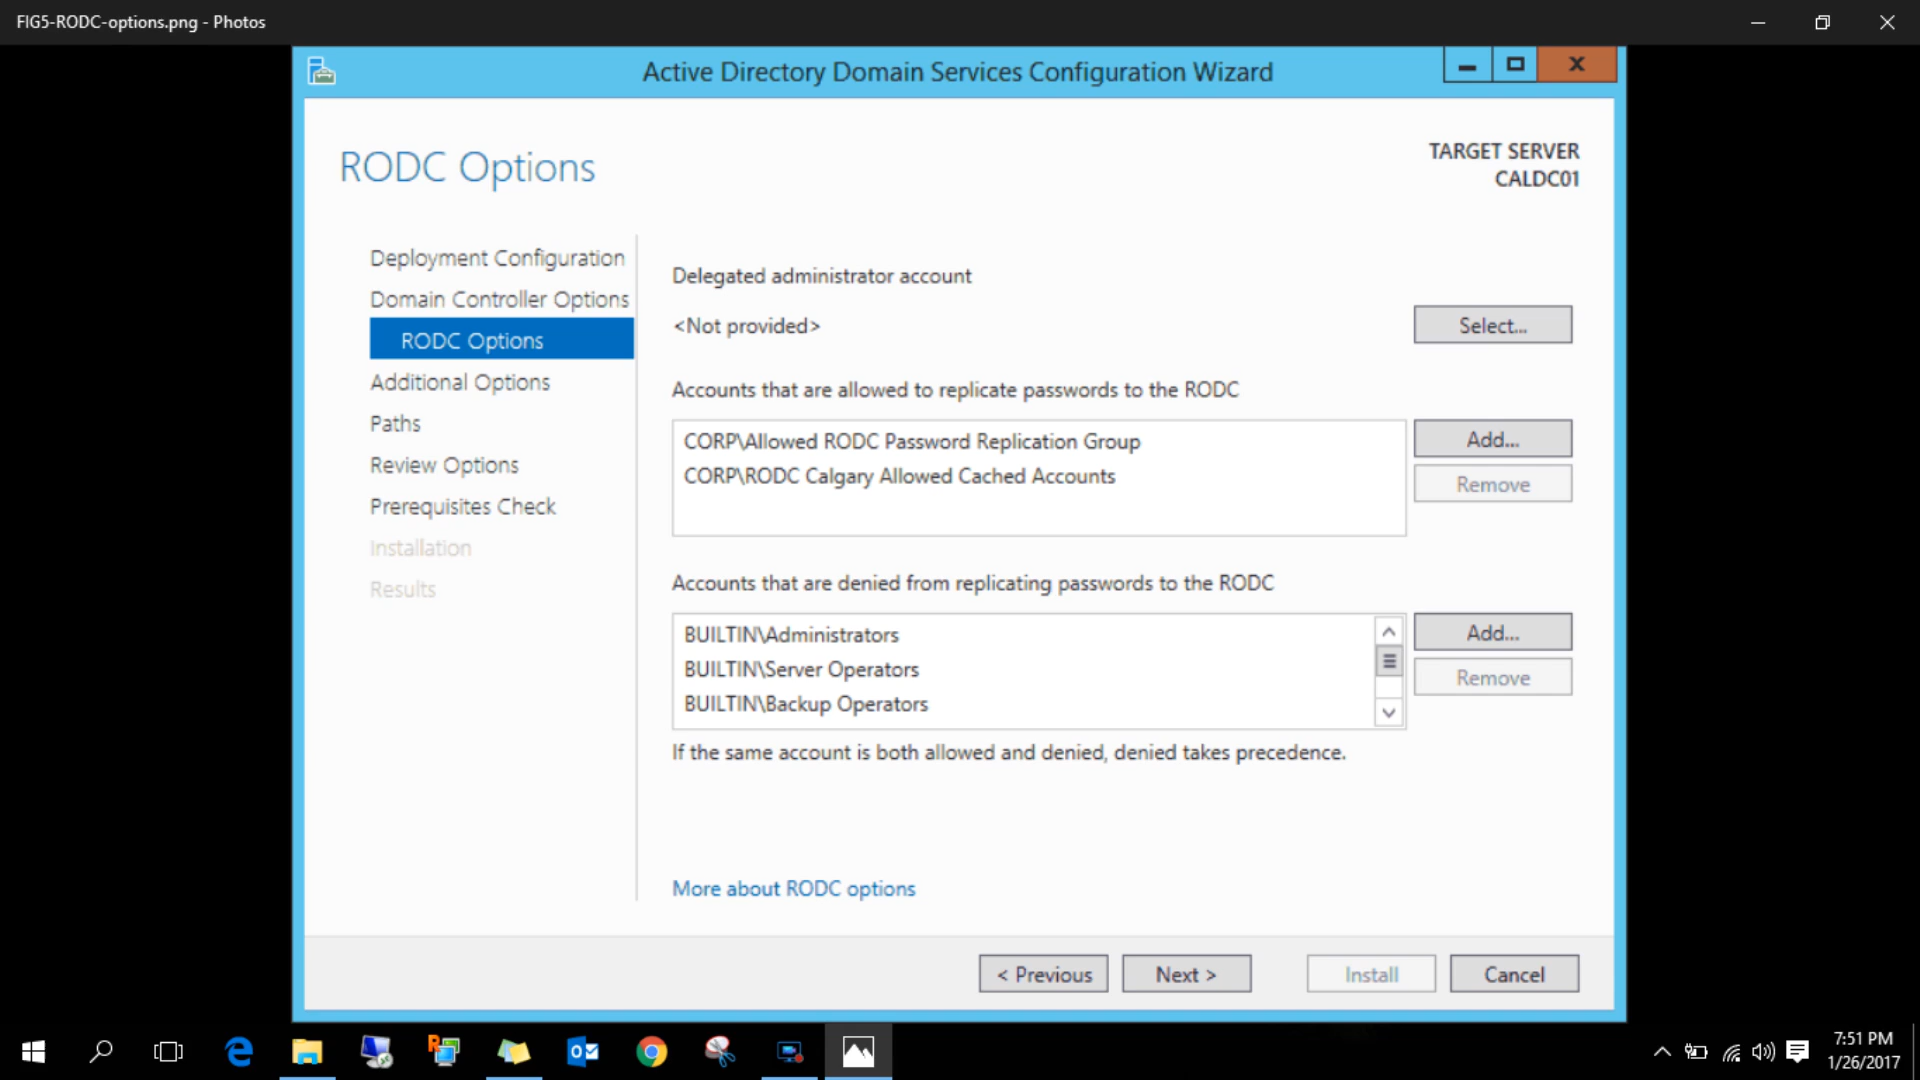 FIG5-RODC-options.png - Photos
Active Directory Domain Services Configuration Wizard
RODC Options
TARGET SERVER
CALDC01
Deployment Configuration
Domain Controller Options
RODC Options
Additional Options
Paths
Review Options
Prerequisites Check
Installation
Results
Delegated administrator account
<Not provided>
Select...
Accounts that are allowed to replicate passwords to the RODC
CORP\Allowed RODC Password Replication Group
CORP\RODC Calgary Allowed Cached Accounts
Add...
Remove
Accounts that are denied from replicating passwords to the RODC
BUILTIN\Administrators
BUILTIN\Server Operators
BUILTIN\Backup Operators
Add...
Remove
If the same account is both allowed and denied, denied takes precedence.
More about RODC options
< Previous
Next >
Install
Cancel
7:51 PM
1/26/2017